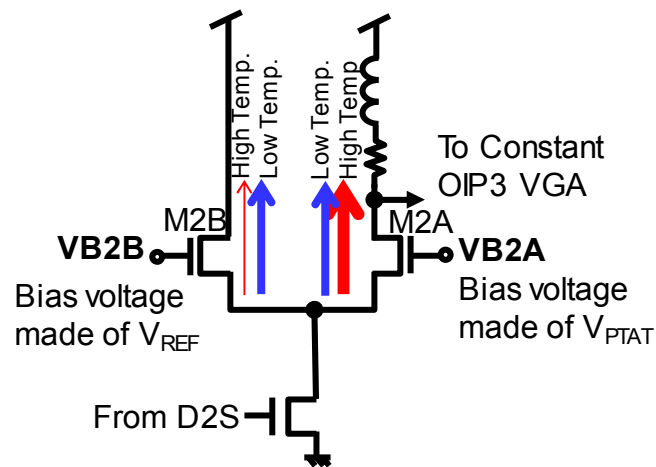 High Temp.
Low Temp.
Low Temp.
High Temp
To Constant
OIP3 VGA
M2B
M2A
VB2B
VB2A
Bias voltage
made of VREF
Bias voltage
made of VPTAT
From D2S